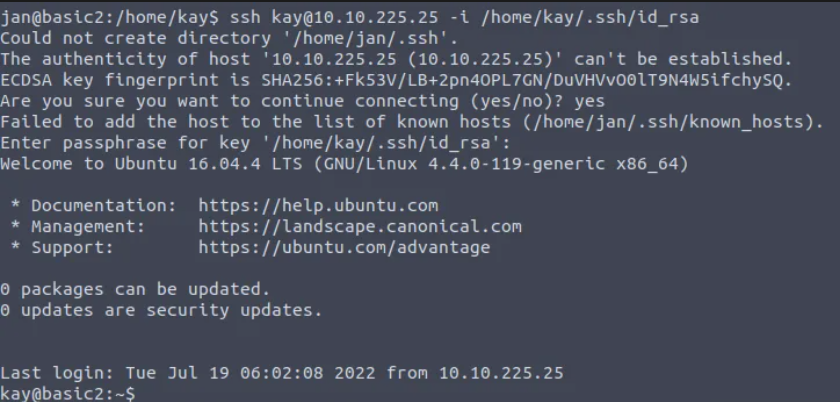 jan@basic2:/home/kay$ ssh kay@10.10.225.25 -i /home/kay/.ssh/id_rsa
Could not create directory '/home/jan/.ssh'.
The authenticity of host '10.10.225.25 (10.10.225.25)' can't be established.
ECDSA key fingerprint is SHA256:+Fk53V/LB+2pn4OPL7GN/DuVHVvO0lT9N4W5ifchySQ.
Are you sure you want to continue connecting (yes/no)? yes
Failed to add the host to the list of known hosts (/home/jan/.ssh/known_hosts).
Enter passphrase for key '/home/kay/.ssh/id_rsa':
Welcome to Ubuntu 16.04.4 LTS (GNU/Linux 4.4.0-119-generic x86_64)
* Documentation:  https://help.ubuntu.com
* Management:     https://landscape.canonical.com
* Support:        https://ubuntu.com/advantage
0 packages can be updated.
0 updates are security updates.
Last login: Tue Jul 19 06:02:08 2022 from 10.10.225.25
kay@basic2:~$